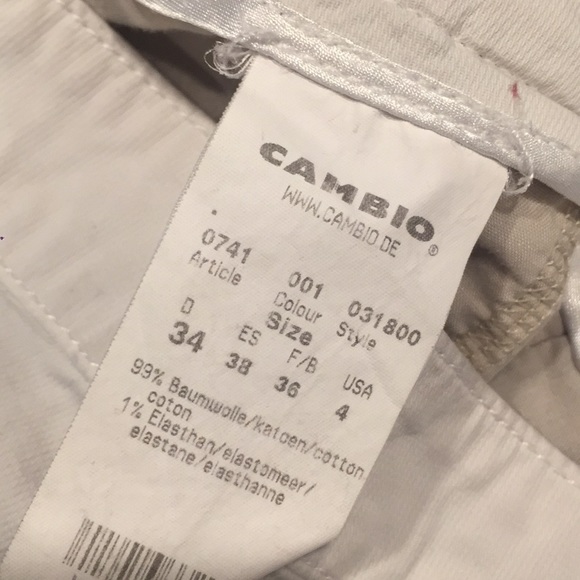 CAMBIO®
WWW.CAMBIO.DE
0741 001 031800
Article Colour Style
Size
D ES F/B USA
34 38 36 4
99% Baumwolle/katoen/cotton
coton
1% Elasthan/elastomeer/
elastane/elasthanne